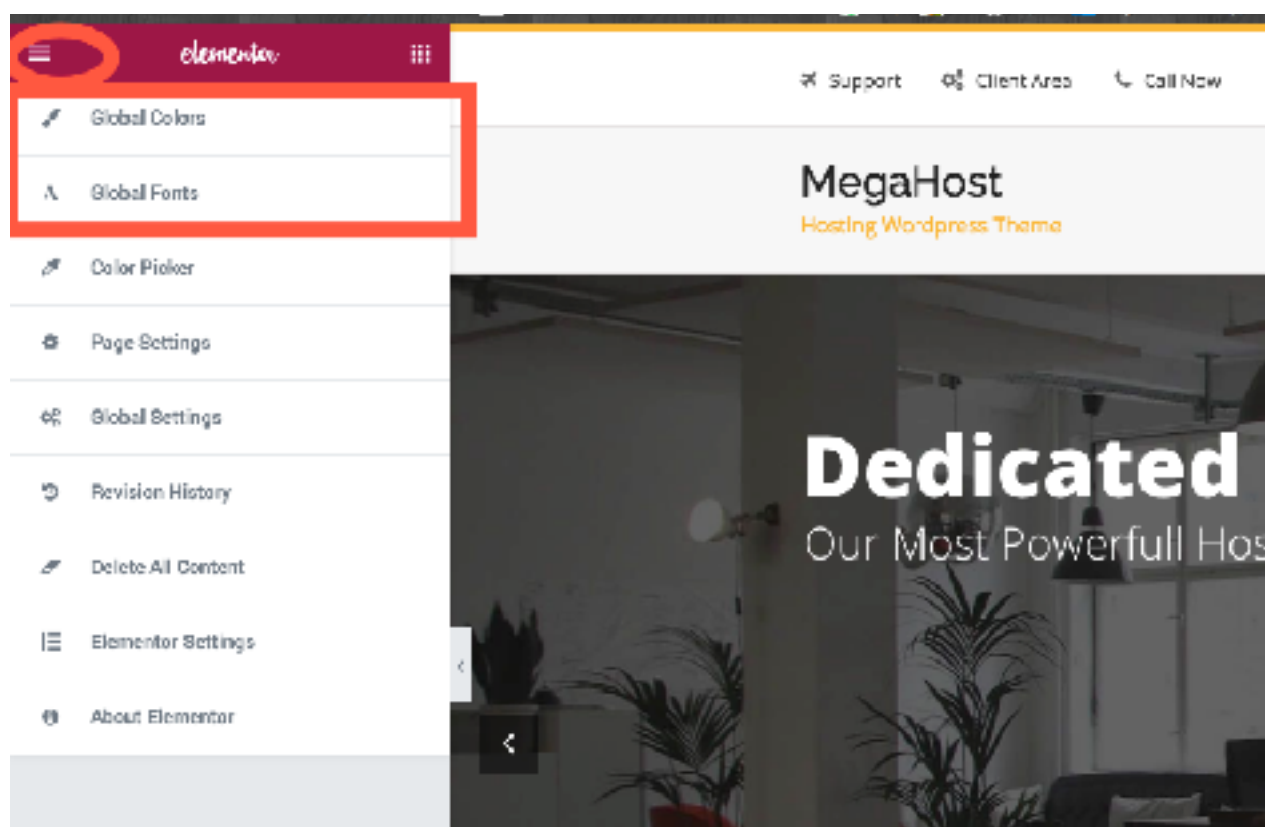 elementor
Global Colors
Global Fonts
Color Picker
Page Settings
Global Settings
Revision History
Delete All Content
Elementor Settings
About Elementor
Support Client Area Call Now
MegaHost
Hosting Wordpress Theme
Dedicated
Our Most Powerfull Hos